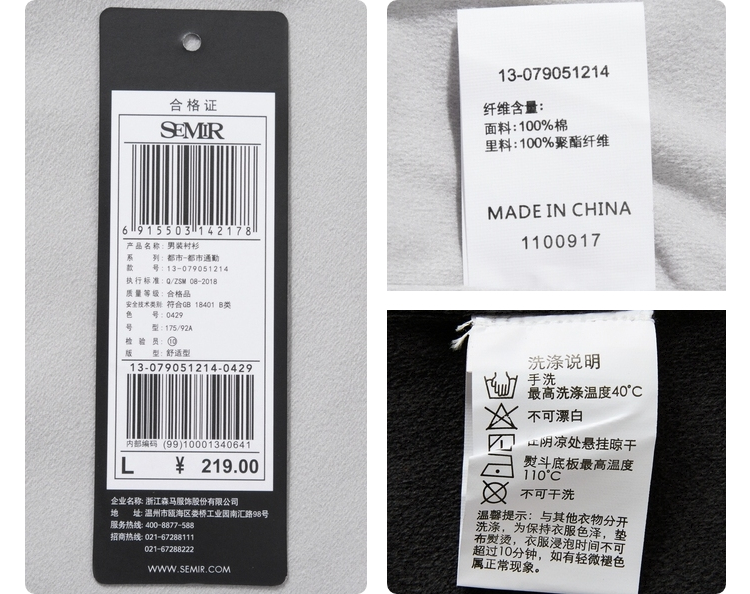 合格证
SEMIR
6 915503 142178
产品名称: 男装衬衫
系 列: 都市-都市通勤
款 号: 13-079051214
执行标准: Q/ZSM 08-2018
质量等级: 合格品
安全技术类别: 符合GB 18401 B类
色 号: 0429
号 型: 175/92A
检 验 员: ⑩
版 型: 舒适型
13-079051214-0429
内部编码 (99)10001340641
L ¥ 219.00
企业名称: 浙江森马服饰股份有限公司
地 址: 温州市瓯海区娄桥工业园南汇路98号
服务热线: 400-8877-588
招商热线: 021-67288111
021-67288222
WWW.SEMIR.COM
13-079051214
纤维含量:
面料:100%棉
里料:100%聚酯纤维
MADE IN CHINA
1100917
洗涤说明
手洗
最高洗涤温度40℃
不可漂白
在阴凉处悬挂晾干
熨斗底板最高温度
110℃
不可干洗
温馨提示: 与其他衣物分开
洗涤, 为保持衣服色泽, 垫
布熨烫, 衣服浸泡时间不可
超过10分钟, 如有轻微褪色
属正常现象。